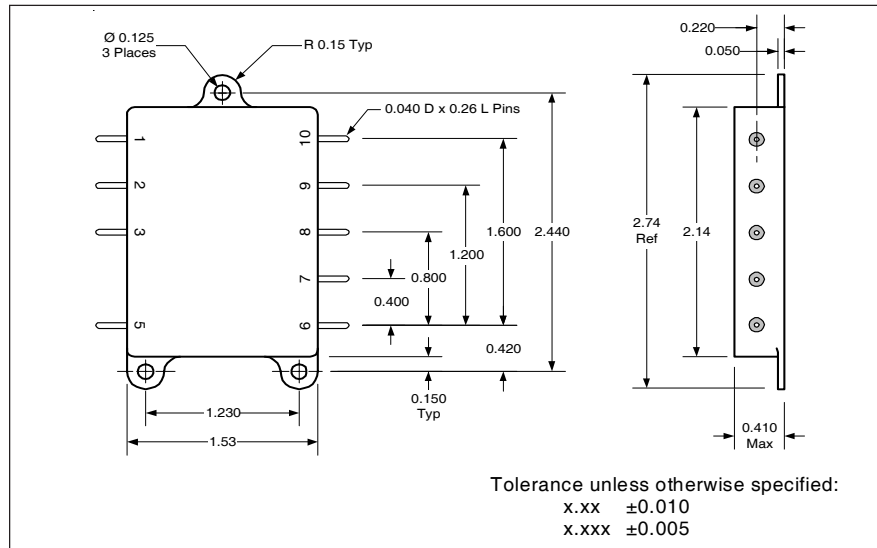 Ø 0.125
3 Places
R 0.15 Typ
0.220
0.050
0.040 D x 0.26 L Pins
1
10
2
9
3
8
7
5
6
1.600
2.440
1.200
0.800
0.400
0.420
0.150
Typ
1.230
1.53
2.74
Ref
2.14
0.410
Max
Tolerance unless otherwise specified:
x.xx ±0.010
x.xxx ±0.005